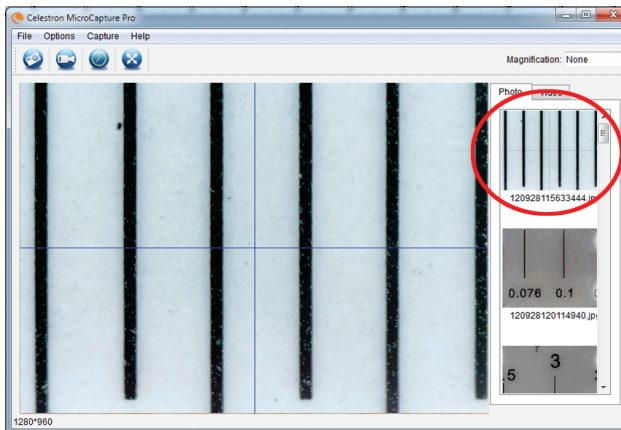 Celestron MicroCapture Pro
File Options Capture Help
Magnification: None
Photo Video
120928115633444.jp
0.076 0.1
120928120114940.jpg
3
.5
1280*960